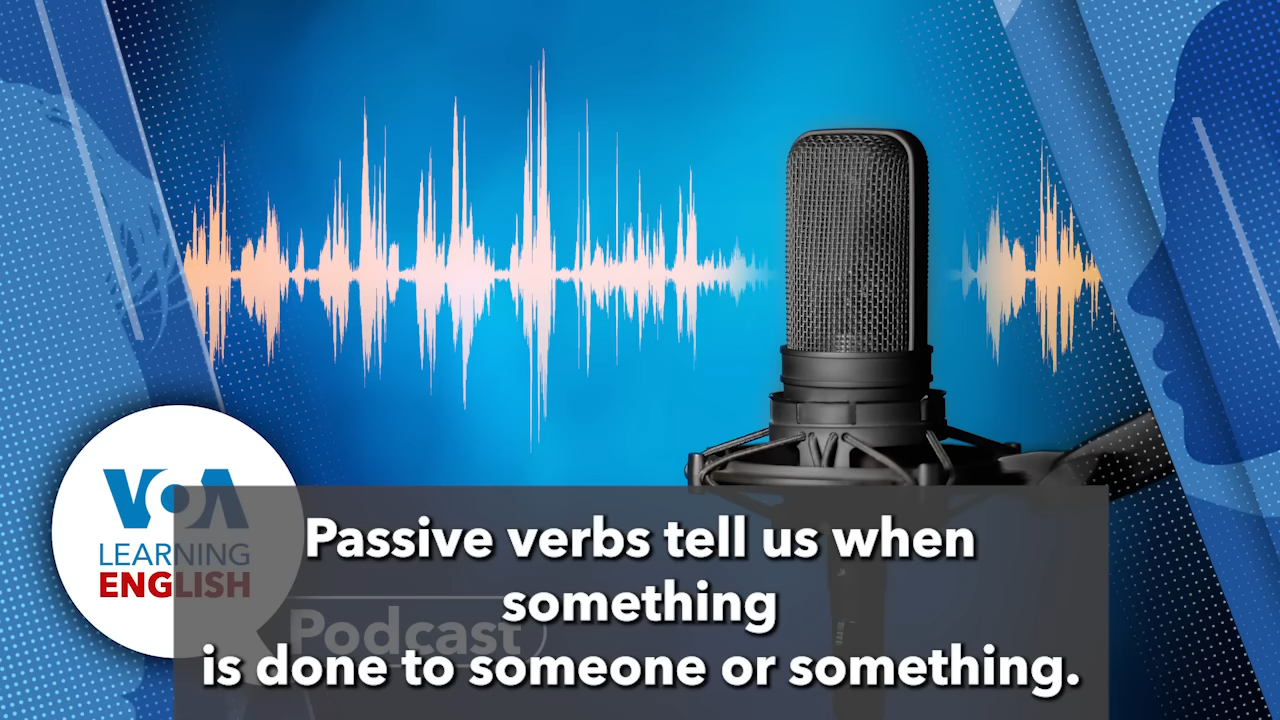 VOA
LEARNING
ENGLISH
Podcast
Passive verbs tell us when
something
is done to someone or something.